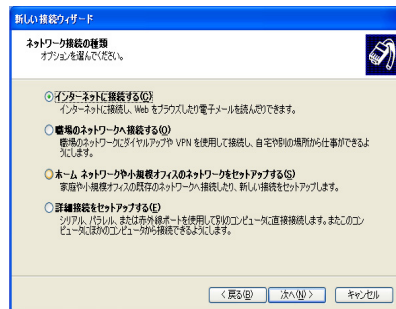 新しい接続ウィザード
ネットワーク接続の種類
オプションを選んでください。
インターネットに接続する(C)
インターネットに接続し、Web をブラウズしたり電子メールを読んだりできます。
職場のネットワークへ接続する(O)
職場のネットワークにダイヤルアップや VPN を使用して接続し、自宅や別の場所から仕事ができるよ
うにします。
ホーム ネットワークや小規模オフィスのネットワークをセットアップする(S)
家庭や小規模オフィスの既存のネットワークへ接続したり、新しい接続をセットアップします。
詳細接続をセットアップする(E)
シリアル、パラレル、または赤外線ポートを使用して別のコンピュータに直接接続します。またこのコン
ピュータにほかのコンピュータから接続できるようにします。
< 戻る(B) 次へ(N) > キャンセル